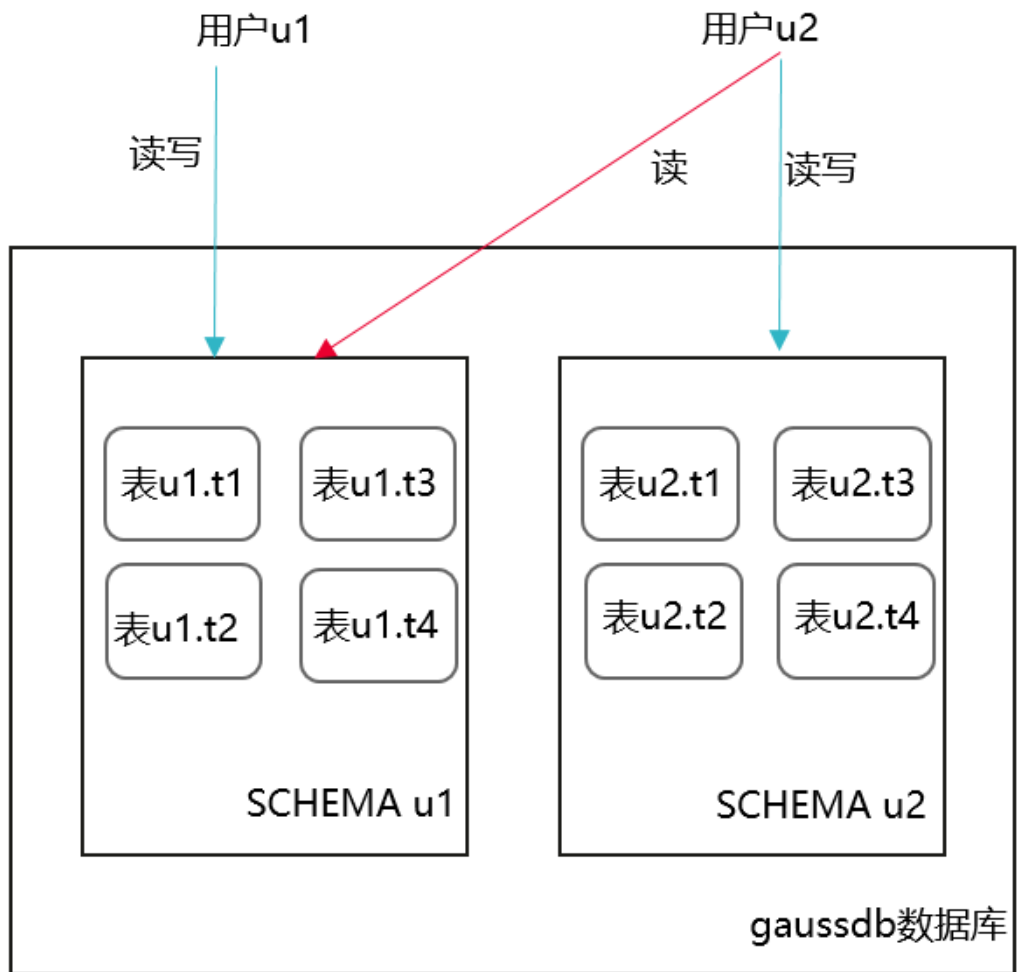 用户u1
用户u2
读写
读
读写
表u1.t1
表u1.t3
表u2.t1
表u2.t3
表u1.t2
表u1.t4
表u2.t2
表u2.t4
SCHEMA u1
SCHEMA u2
gaussdb数据库